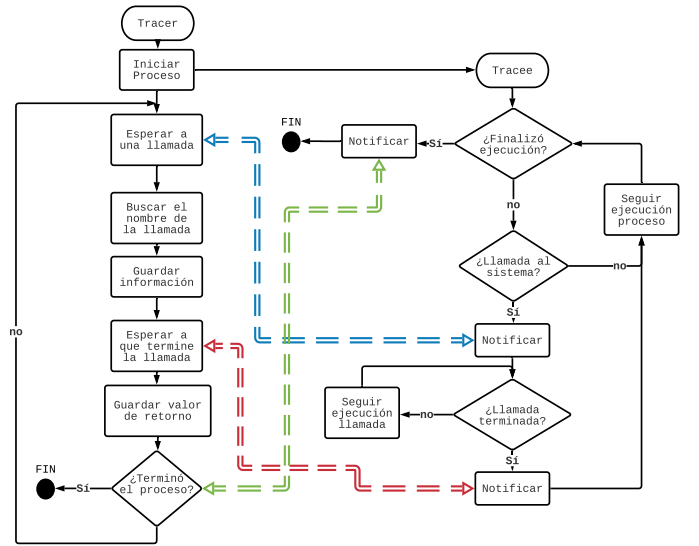 Tracer
Iniciar
Proceso
Tracee
FIN
Notificar
Sí
¿Finalizó
ejecución?
Esperar a
una llamada
Buscar el
nombre de
la llamada
no
Seguir
ejecución
proceso
Guardar
información
¿Llamada al
sistema?
no
Sí
no
Esperar a
que termine
la llamada
Notificar
Guardar valor
de retorno
Seguir
ejecución
llamada
no
¿Llamada
terminada?
Sí
FIN
Sí
¿Terminó
el proceso?
Notificar